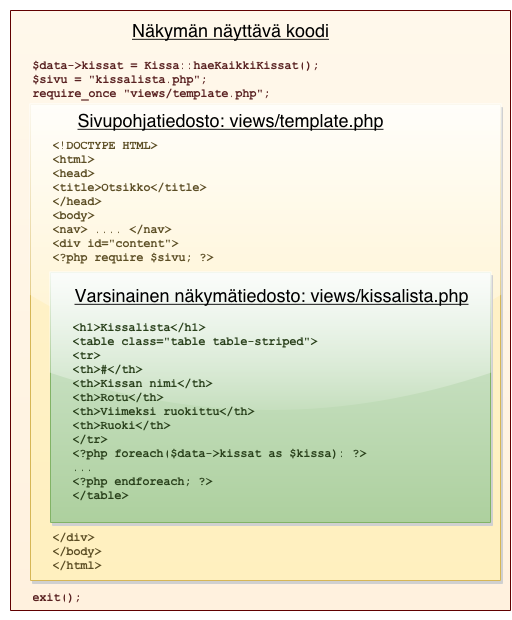 Näkymän näyttävä koodi
$data->kissat = Kissa::haeKaikkiKissat();
$sivu = "kissalista.php";
require_once "views/template.php";
Sivupohjatiedosto: views/template.php
<!DOCTYPE HTML>
<html>
<head>
<title>Otsikko</title>
</head>
<body>
<nav> .... </nav>
<div id="content">
<?php require $sivu; ?>
Varsinainen näkymätiedosto: views/kissalista.php
<h1>Kissalista</h1>
<table class="table table-striped">
<tr>
<th>#</th>
<th>Kissan nimi</th>
<th>Rotu</th>
<th>Viimeksi ruokittu</th>
<th>Ruoki</th>
</tr>
<?php foreach($data->kissat as $kissa): ?>
...
<?php endforeach; ?>
</table>
</div>
</body>
</html>
exit();